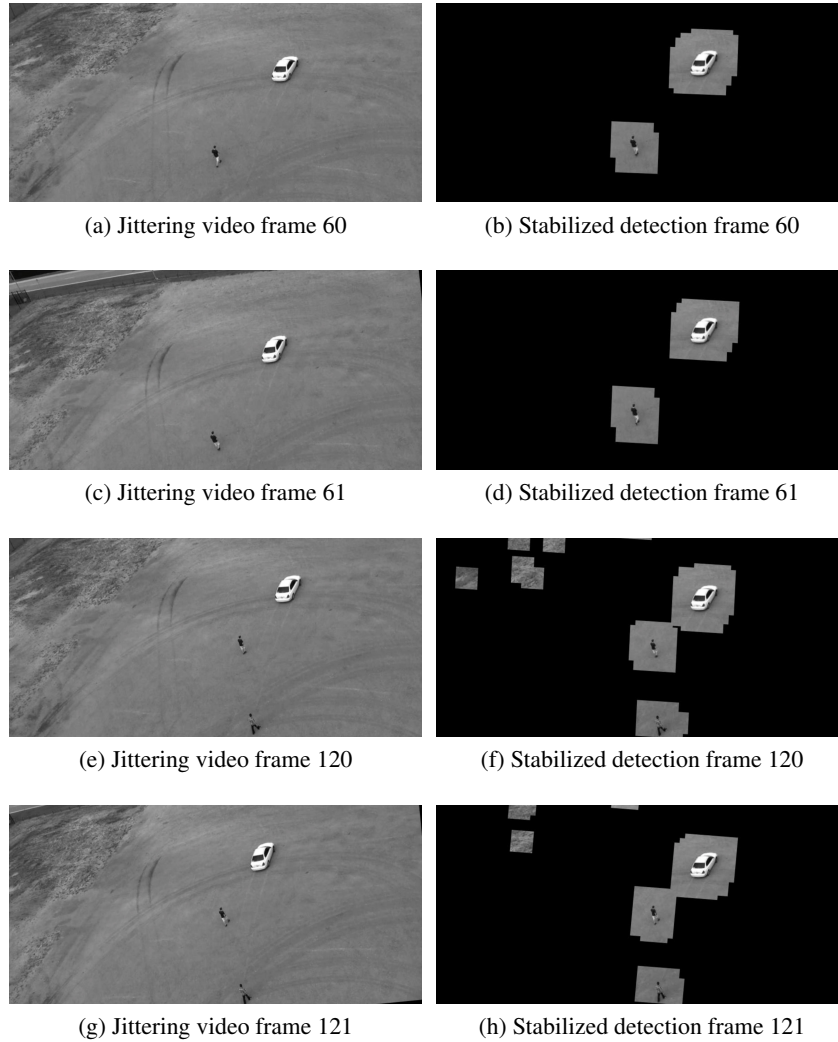 (a) Jittering video frame 60
(b) Stabilized detection frame 60
(c) Jittering video frame 61
(d) Stabilized detection frame 61
(e) Jittering video frame 120
(f) Stabilized detection frame 120
(g) Jittering video frame 121
(h) Stabilized detection frame 121